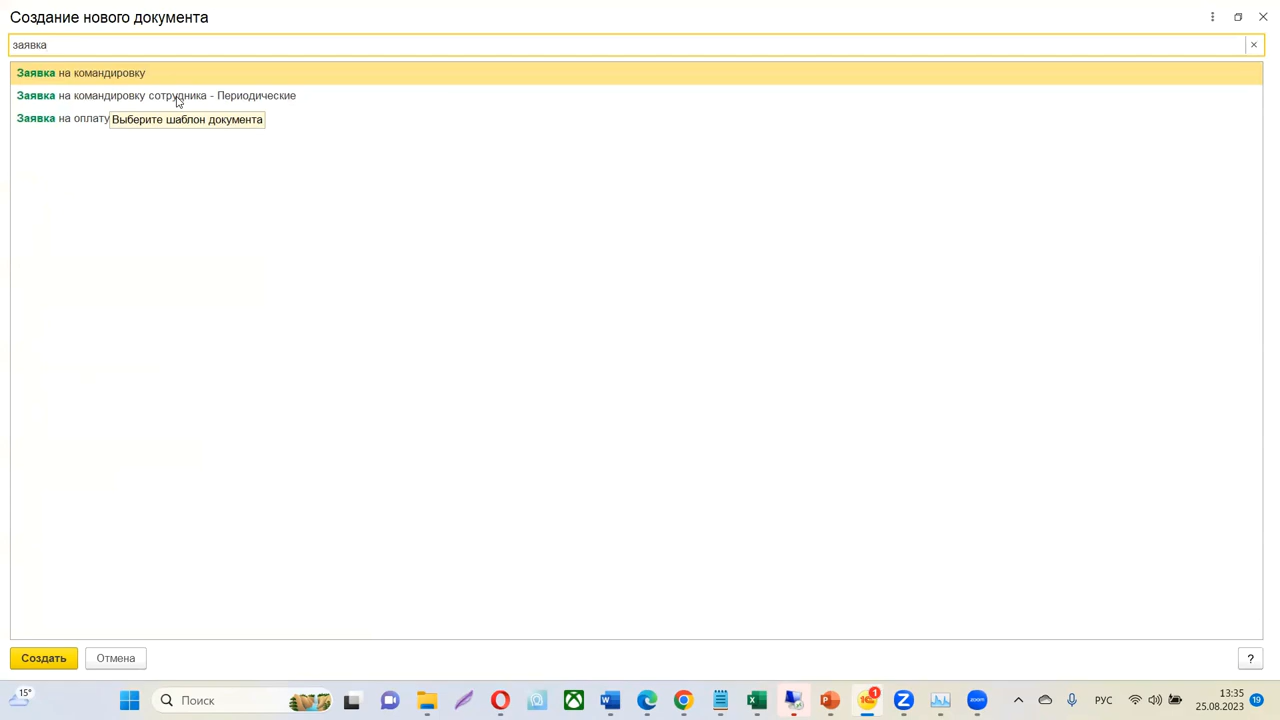 Создание нового документа
заявка
Заявка на командировку
Заявка на командировку сотрудника - Периодические
Заявка на оплату
Выберите шаблон документа
Создать
Отмена
?
15°
Поиск
1
РУС
13:35
25.08.2023
19